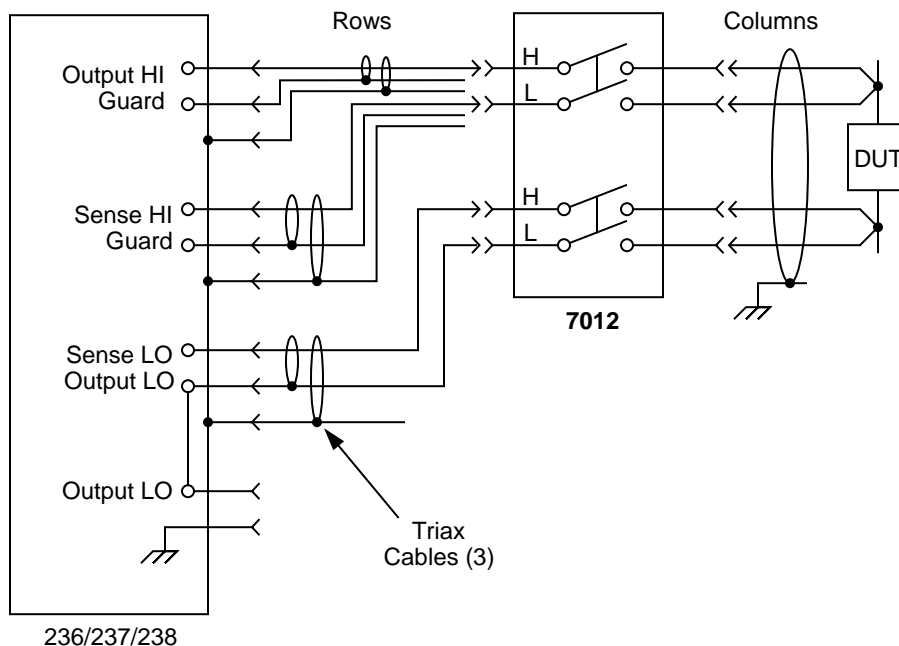 Rows
Columns
Output HI
Guard
H
L
DUT
Sense HI
Guard
H
L
7012
Sense LO
Output LO
Output LO
Triax
Cables (3)
236/237/238